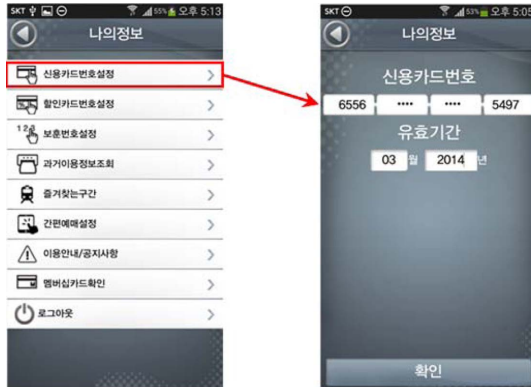 SKT 55% 오후 5:13
나의정보
신용카드번호설정
할인카드번호설정
보훈번호설정
과거이용정보조회
즐겨찾는구간
간편예매설정
이용안내/공지사항
멤버십카드확인
로그아웃
SKT 53% 오후 5:05
나의정보
신용카드번호
6556 •••• •••• 5497
유효기간
03 월 2014 년
확인